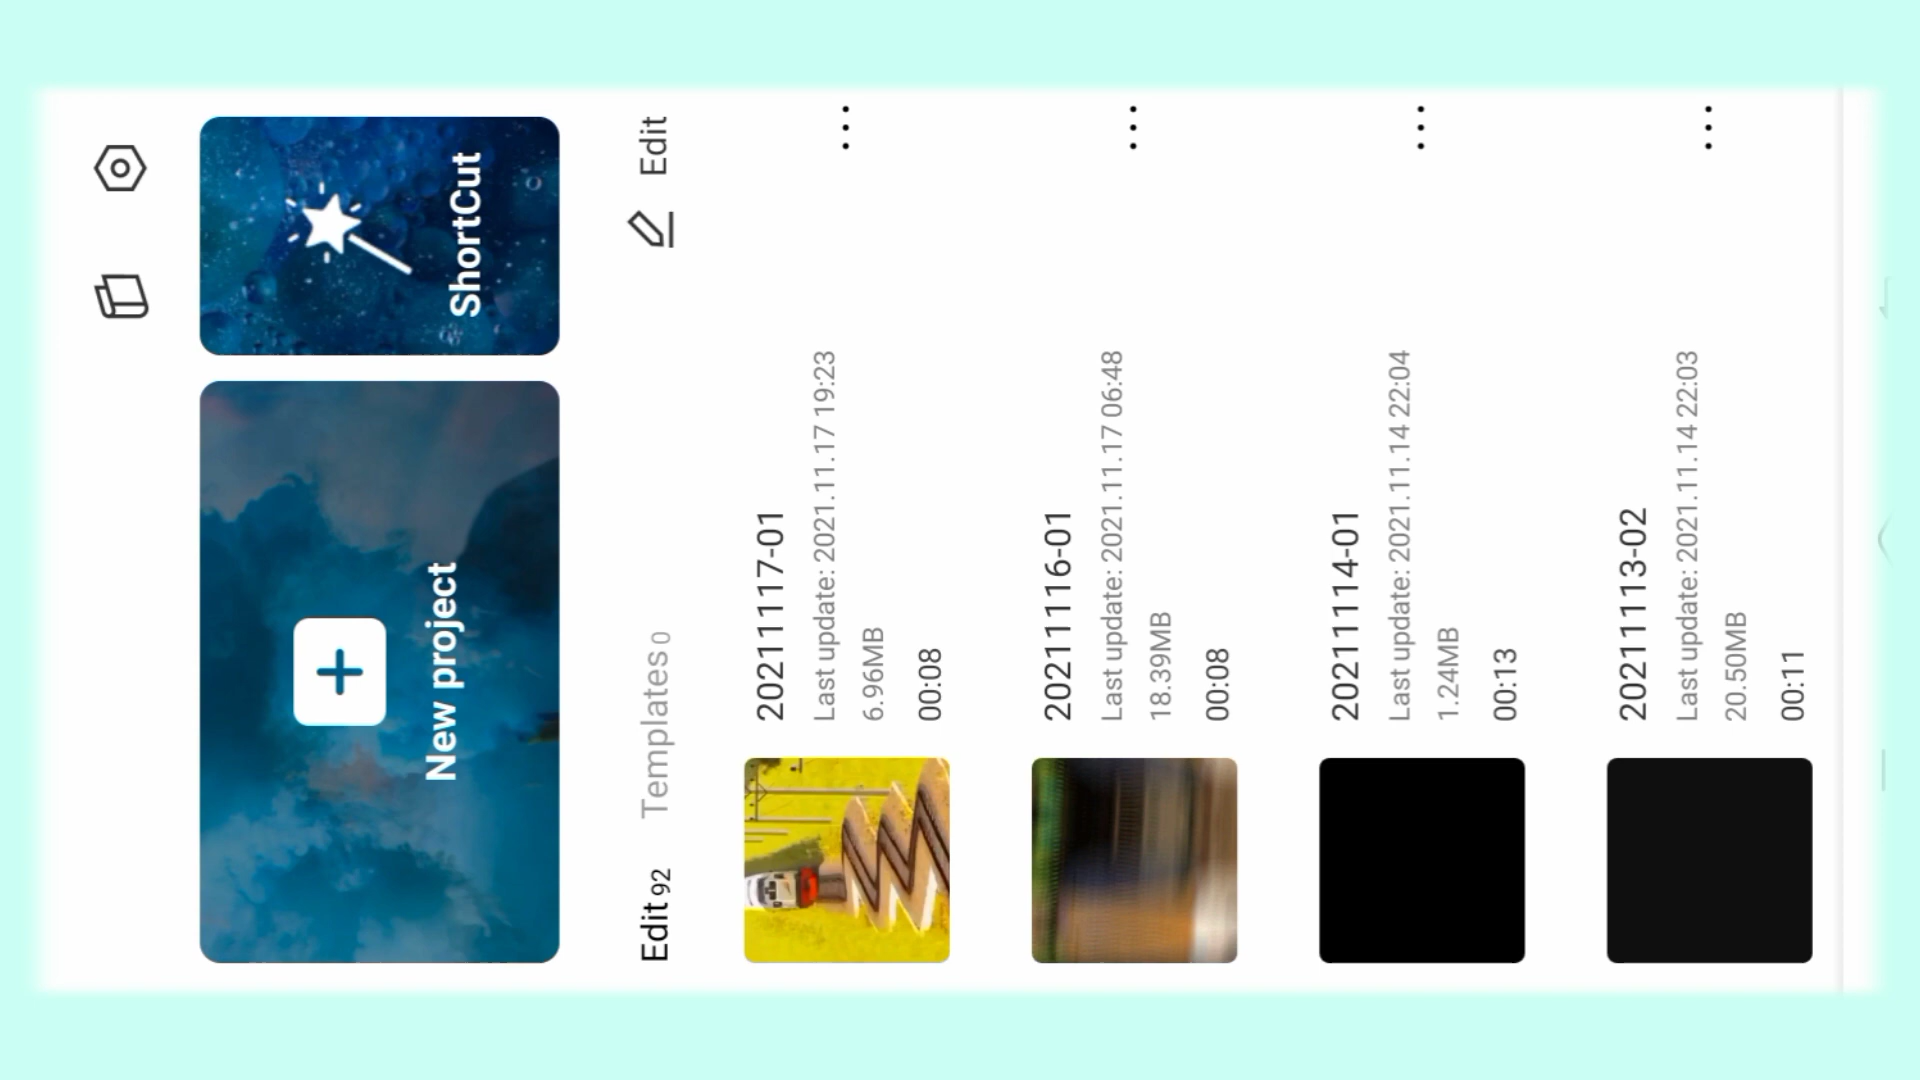 New project
ShortCut
Edit 92
Templates 0
Edit
20211117-01
Last update: 2021.11.17 19:23
6.96MB
00:08
20211116-01
Last update: 2021.11.17 06:48
18.39MB
00:08
20211114-01
Last update: 2021.11.14 22:04
1.24MB
00:13
20211113-02
Last update: 2021.11.14 22:03
20.50MB
00:11